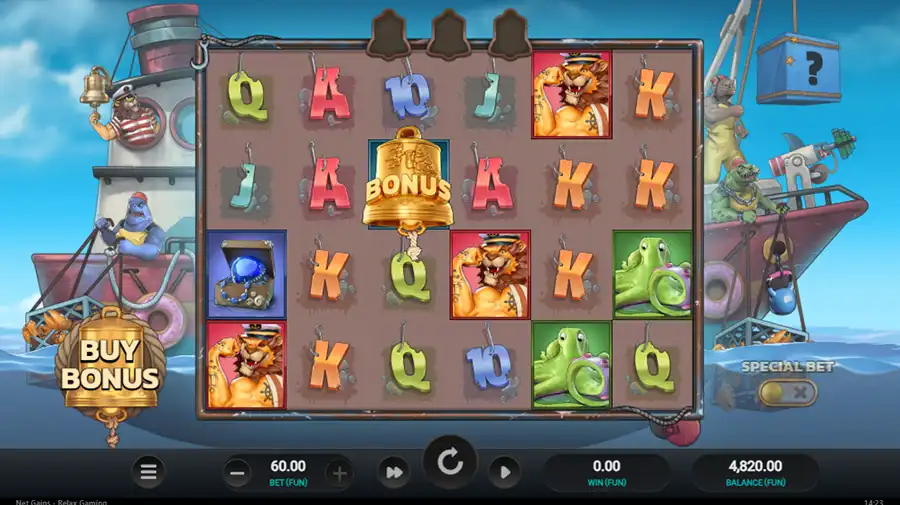 ?
Q A 10 J K
J A BONUS A K K
K Q K
K Q 10 Q
BUY
BONUS
SPECIAL BET
60.00
BET (FUN)
0.00
WIN (FUN)
4,820.00
BALANCE (FUN)
Net Gains - Relax Gaming
14:23